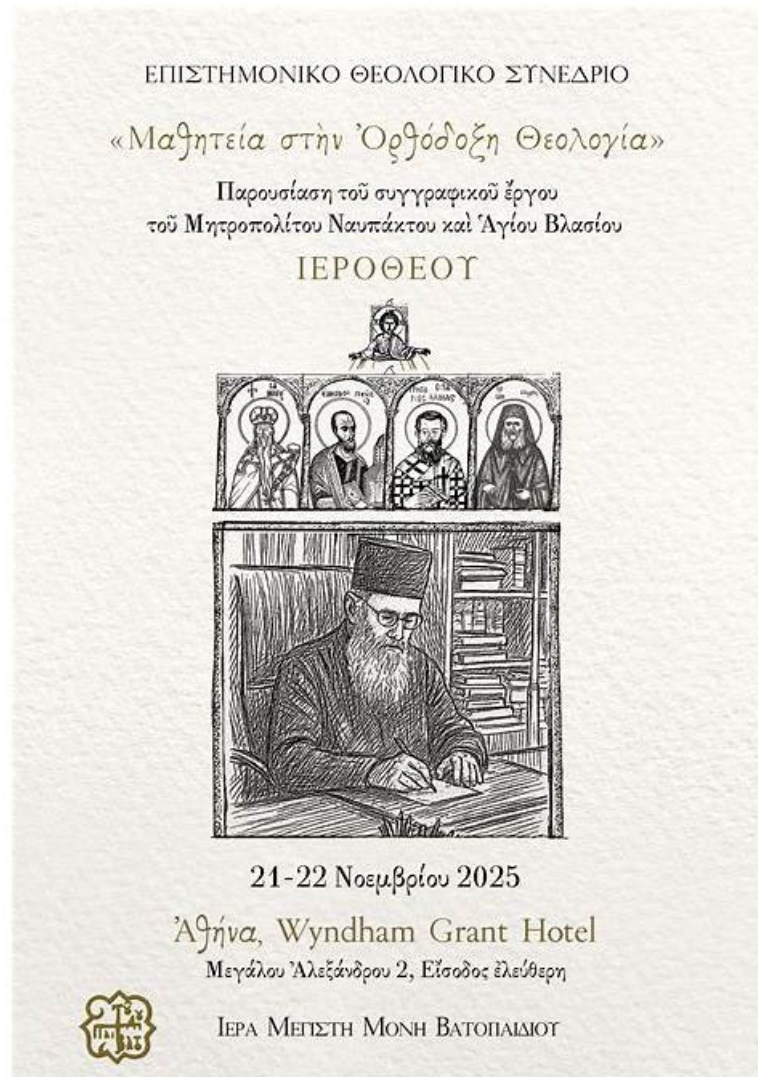 ΕΠΙΣΤΗΜΟΝΙΚΟ ΘΕΟΛΟΓΙΚΟ ΣΥΝΕΔΡΙΟ
«Μαθητεία στὴν Ὀρθόδοξη Θεολογία»
Παρουσίαση τοῦ συγγραφικοῦ ἔργου
τοῦ Μητροπολίτου Ναυπάκτου καὶ Ἁγίου Βλασίου
ΙΕΡΟΘΕΟΥ
21-22 Νοεμβρίου 2025
Ἀθήνα, Wyndham Grant Hotel
Μεγάλου Ἀλεξάνδρου 2, Εἴσοδος ἐλεύθερη
ΙΕΡΑ ΜΕΓΙΣΤΗ ΜΟΝΗ ΒΑΤΟΠΑΙΔΙΟΥ